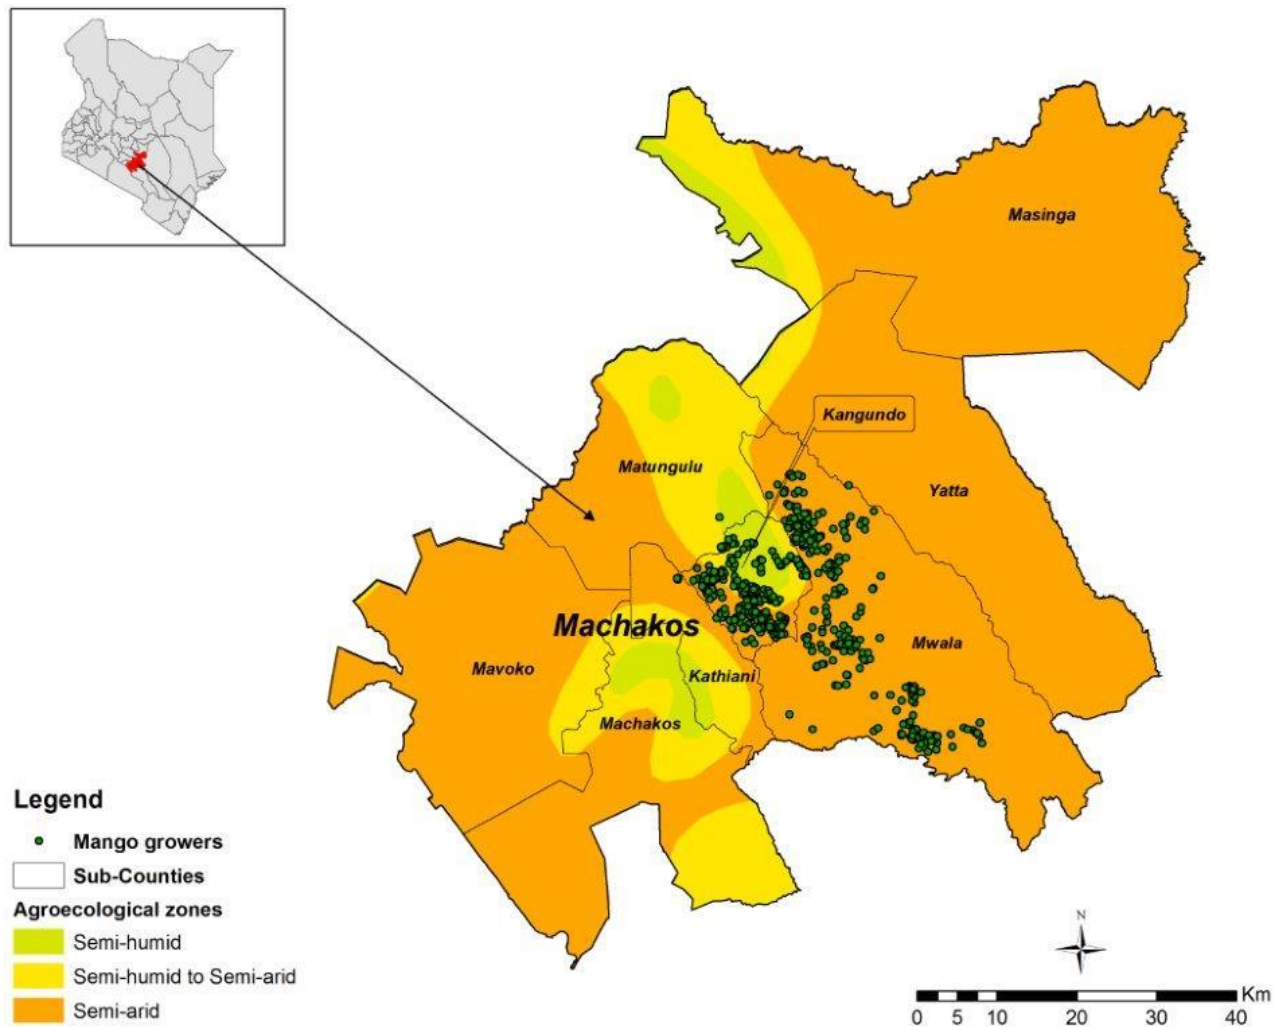 Masinga
Kangundo
Matungulu
Yatta
Machakos
Mwala
Mavoko
Kathiani
Machakos
Legend
Mango growers
Sub-Counties
Agroecological zones
Semi-humid
Semi-humid to Semi-arid
Semi-arid
N
Km
0 5 10 20 30 40